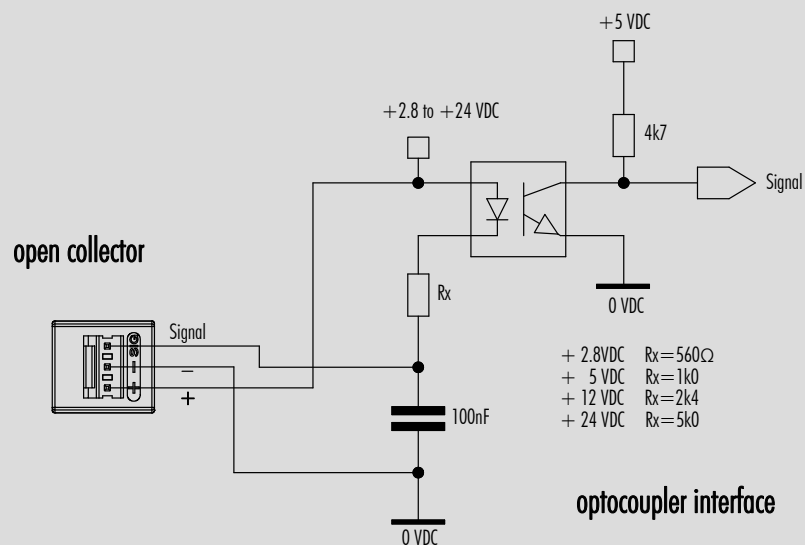 +5 VDC
+2.8 to +24 VDC
4k7
Signal
open collector
Rx
0 VDC
SG
Signal
−
+
− +
+ 2.8VDC Rx=560Ω
+ 5 VDC Rx=1k0
+ 12 VDC Rx=2k4
+ 24 VDC Rx=5k0
100nF
optocoupler interface
0 VDC